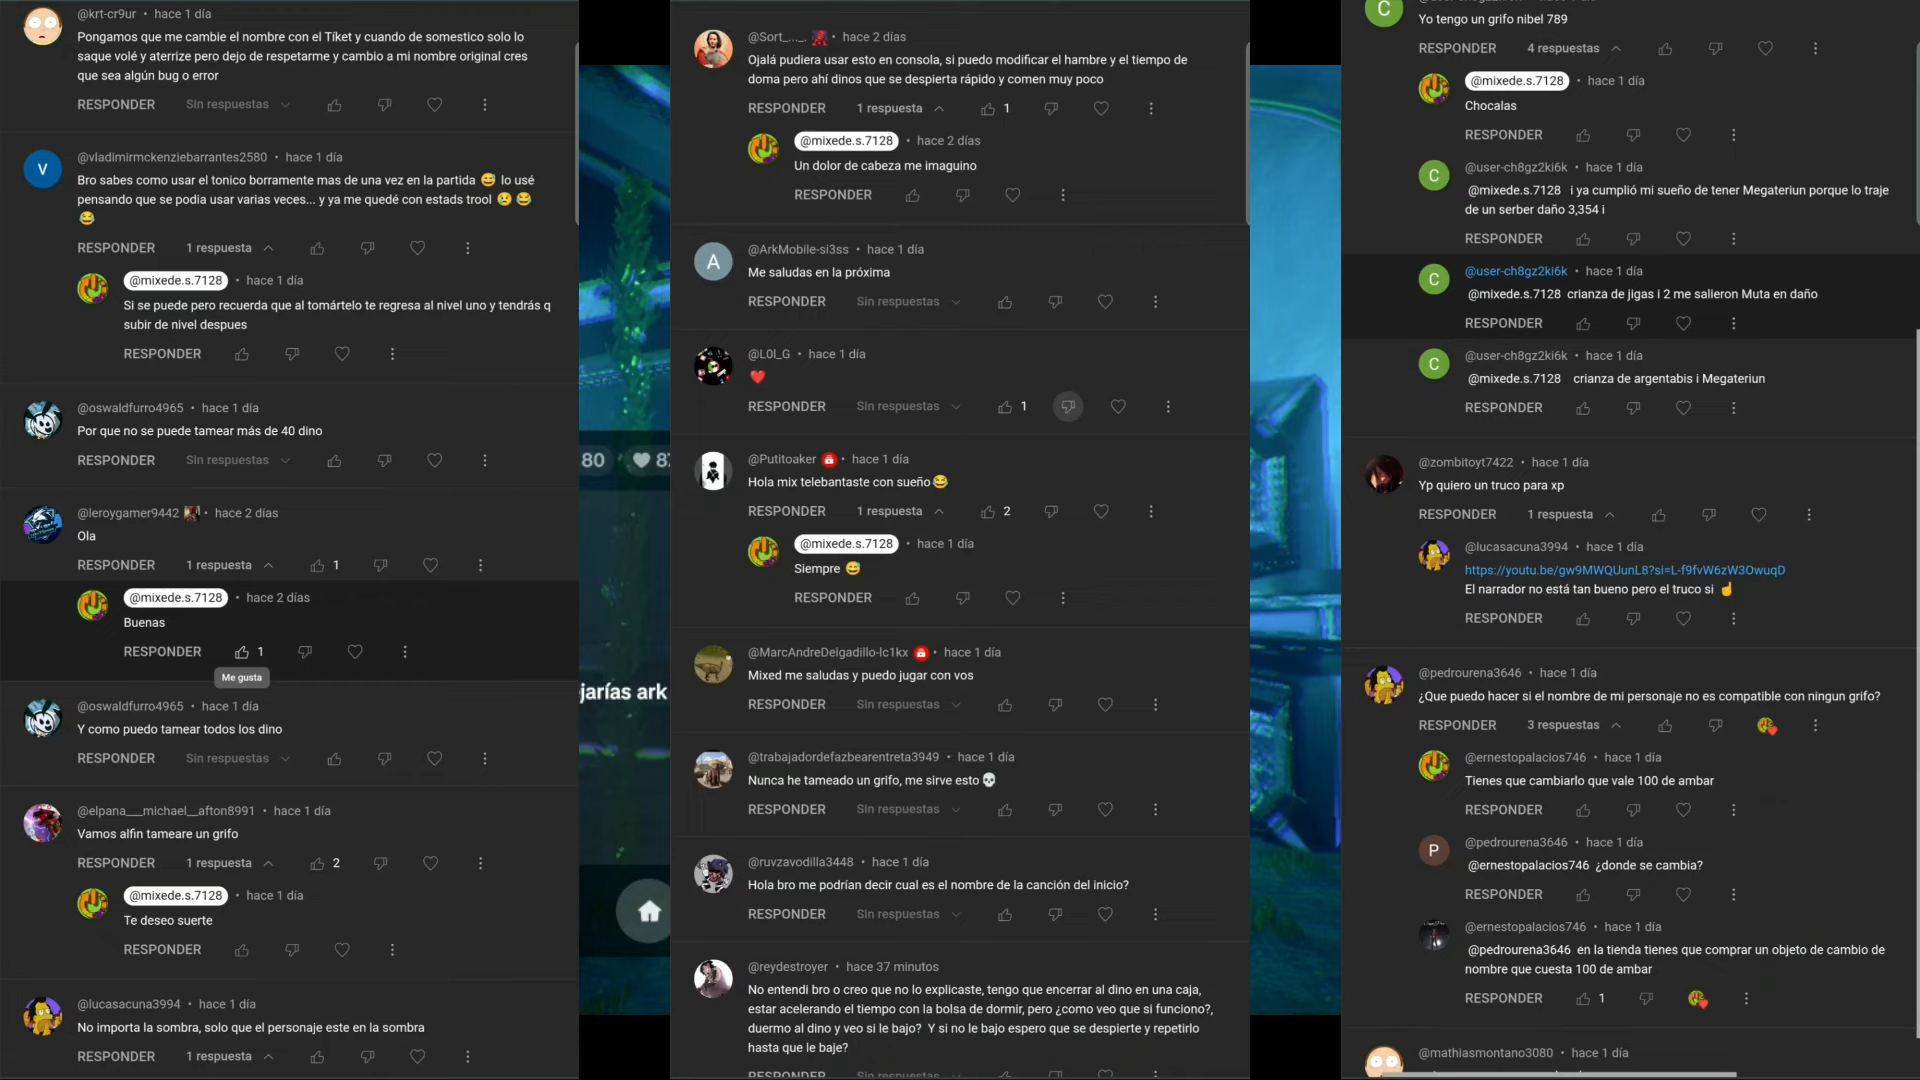 @krt-cr9ur • hace 1 día
Pongamos que me cambie el nombre con el Tíket y cuando de somestico solo lo
saque volé y aterrize pero dejo de respetarme y cambio a mi nombre original cres
que sea algún bug o error
RESPONDER Sin respuestas
@vladimirmckenziebarrantes2580 • hace 1 día
V
Bro sabes como usar el tonico borramente mas de una vez en la partida 😅 lo usé
pensando que se podia usar varias veces... y ya me quedé con estads trool 😢 😂
😂
RESPONDER 1 respuesta
@mixede.s.7128 • hace 1 día
Si se puede pero recuerda que al tomártelo te regresa al nivel uno y tendrás q
subir de nivel despues
RESPONDER
@oswaldfurro4965 • hace 1 día
Por que no se puede tamear más de 40 dino
RESPONDER Sin respuestas
@leroygamer9442 • hace 2 días
Ola
RESPONDER 1 respuesta 1
@mixede.s.7128 • hace 2 días
Buenas
RESPONDER 1
Me gusta
@oswaldfurro4965 • hace 1 día
Y como puedo tamear todos los dino
RESPONDER Sin respuestas
@elpana__michael__afton8991 • hace 1 día
Vamos alfin tameare un grifo
RESPONDER 1 respuesta 2
@mixede.s.7128 • hace 1 día
Te deseo suerte
RESPONDER
@lucasacuna3994 • hace 1 día
No importa la sombra, solo que el personaje este en la sombra
RESPONDER 1 respuesta
80 87
jarías ark
hace 2 días
Ojalá pudiera usar esto en consola, si puedo modificar el hambre y el tiempo de
doma pero ahí dinos que se despierta rápido y comen muy poco
RESPONDER 1 respuesta 1
@mixede.s.7128 • hace 2 días
Un dolor de cabeza me imaguino
RESPONDER
@ArkMobile-si3ss • hace 1 día
A
Me saludas en la próxima
RESPONDER Sin respuestas
@L0l_G • hace 1 día
❤️
RESPONDER Sin respuestas 1
@Putitoaker • hace 1 día
Hola mix telebantaste con sueño😂
RESPONDER 1 respuesta 2
@mixede.s.7128 • hace 1 día
Siempre 😅
RESPONDER
@MarcAndreDelgadillo-lc1kx • hace 1 día
Mixed me saludas y puedo jugar con vos
RESPONDER Sin respuestas
@trabajadordefazbearentreta3949 • hace 1 día
Nunca he tameado un grifo, me sirve esto💀
RESPONDER Sin respuestas
@ruvzavodilla3448 • hace 1 día
Hola bro me podrían decir cual es el nombre de la canción del inicio?
RESPONDER Sin respuestas
@reydestroyer • hace 37 minutos
No entendi bro o creo que no lo explicaste, tengo que encerrar al dino en una caja,
estar acelerando el tiempo con la bolsa de dormir, pero ¿como veo que si funciono?,
duermo al dino y veo si le bajo? Y si no le bajo espero que se despierte y repetirlo
hasta que le baje?
RESPONDER 1 respuesta
C
Yo tengo un grifo nibel 789
RESPONDER 4 respuestas
@mixede.s.7128 • hace 1 día
Chocalas
RESPONDER
@user-ch8gz2ki6k • hace 1 día
C
@mixede.s.7128 i ya cumplió mi sueño de tener Megateriun porque lo traje
de un serber daño 3,354 i
RESPONDER
@user-ch8gz2ki6k • hace 1 día
C
@mixede.s.7128 crianza de jigas i 2 me salieron Muta en daño
RESPONDER
@user-ch8gz2ki6k • hace 1 día
C
@mixede.s.7128 crianza de argentabis i Megateriun
RESPONDER
@zombitoyt7422 • hace 1 día
Yp quiero un truco para xp
RESPONDER 1 respuesta
@lucasacuna3994 • hace 1 día
https://youtu.be/gw9MWQUunL8?si=L-f9fvW6zW3OwuqD
El narrador no está tan bueno pero el truco si ☝️
RESPONDER
@pedrourena3646 • hace 1 día
¿Que puedo hacer si el nombre de mi personaje no es compatible con ningun grifo?
RESPONDER 3 respuestas
@ernestopalacios746 • hace 1 día
Tienes que cambiarlo que vale 100 de ambar
RESPONDER
@pedrourena3646 • hace 1 día
P
@ernestopalacios746 ¿donde se cambia?
RESPONDER
@ernestopalacios746 • hace 1 día
@pedrourena3646 en la tienda tienes que comprar un objeto de cambio de
nombre que cuesta 100 de ambar
RESPONDER 1
@mathiasmontano3080 • hace 1 día